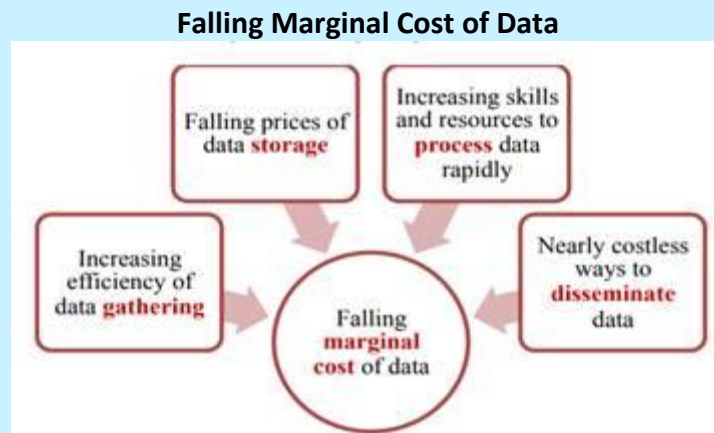 Falling Marginal Cost of Data
Falling prices of
data storage
Increasing skills
and resources to
process data
rapidly
Increasing
efficiency of
data gathering
Nearly costless
ways to
disseminate
data
Falling
marginal
cost of data